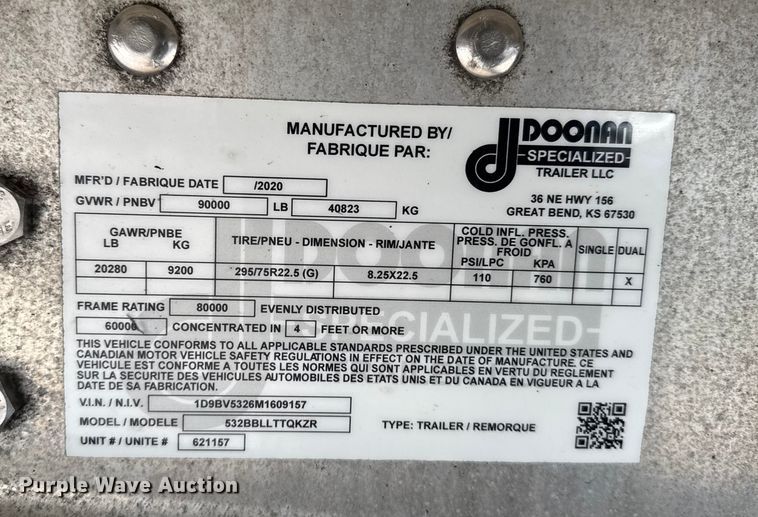 MANUFACTURED BY/
FABRIQUE PAR:
DOONAN
SPECIALIZED
TRAILER LLC
36 NE HWY 156
GREAT BEND, KS 67530
MFR'D / FABRIQUE DATE /2020
GVWR / PNBV 90000 LB 40823 KG
GAWR/PNBE
LB KG
TIRE/PNEU - DIMENSION - RIM/JANTE
COLD INFL. PRESS.
PRESS. DE GONFL. A
FROID
PSI/LPC KPA
SINGLE DUAL
20280 9200 295/75R22.5 (G) 8.25X22.5 110 760 X
FRAME RATING 80000 EVENLY DISTRIBUTED
60000 CONCENTRATED IN 4 FEET OR MORE
THIS VEHICLE CONFORMS TO ALL APPLICABLE STANDARDS PRESCRIBED UNDER THE UNITED STATES AND
CANADIAN MOTOR VEHICLE SAFETY REGULATIONS IN EFFECT ON THE DATE OF MANUFACTURE. CE
VEHICULE EST CONFORME A TOUTES LES NORMES QUI SONT APPLICABLES EN VERTU DU REGLEMENT
SUR LA SECURITE DES VEHICULES AUTOMOBILES DES ETATS UNIS ET DU CANADA EN VIGUEUR A LA
DATE DE SA FABRICATION.
V.I.N. / N.I.V. 1D9BV5326M1609157
MODEL / MODELE 532BBLLTTQKZR TYPE: TRAILER / REMORQUE
UNIT # / UNITE # 621157
DOONAN
SPECIALIZED
Purple Wave Auction